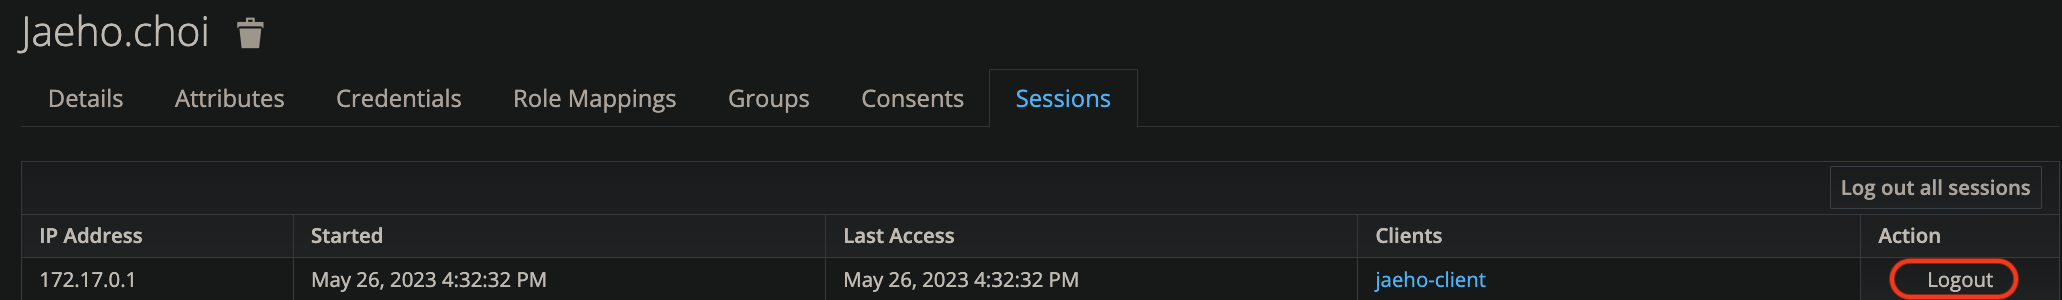 Jaeho.choi
Details Attributes Credentials Role Mappings Groups Consents Sessions
Log out all sessions
IP Address Started Last Access Clients Action
172.17.0.1 May 26, 2023 4:32:32 PM May 26, 2023 4:32:32 PM jaeho-client Logout